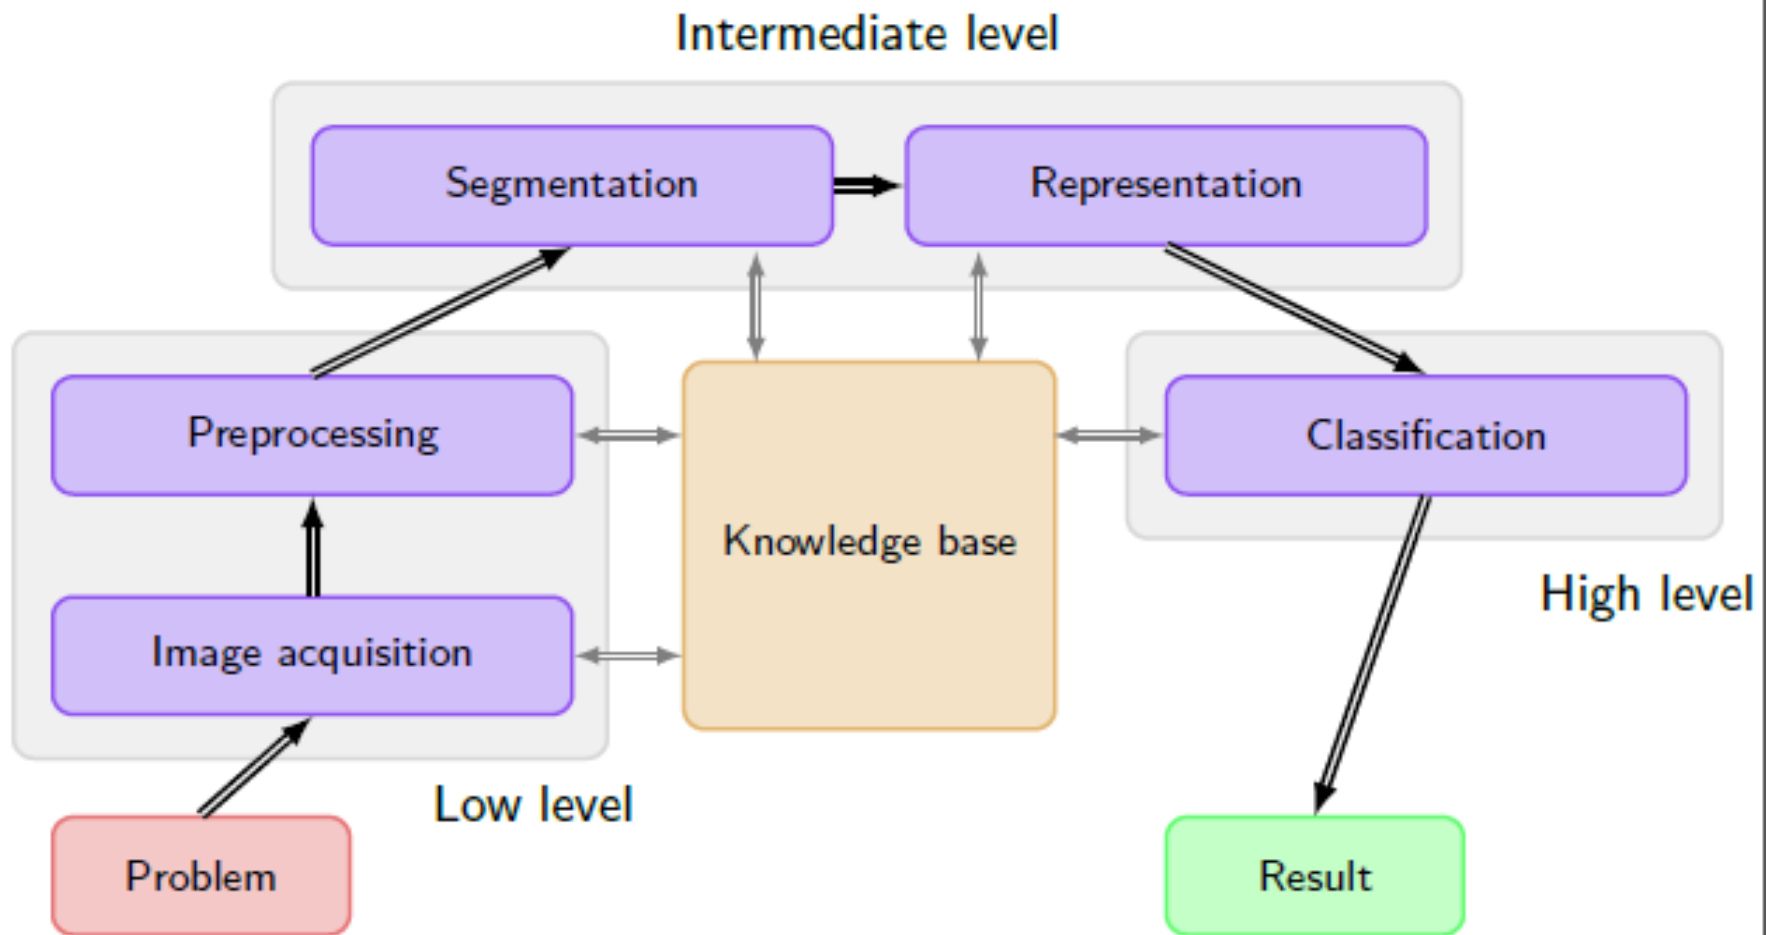 Intermediate level
Segmentation
Representation
Preprocessing
Classification
Knowledge base
High level
Image acquisition
Low level
Problem
Result